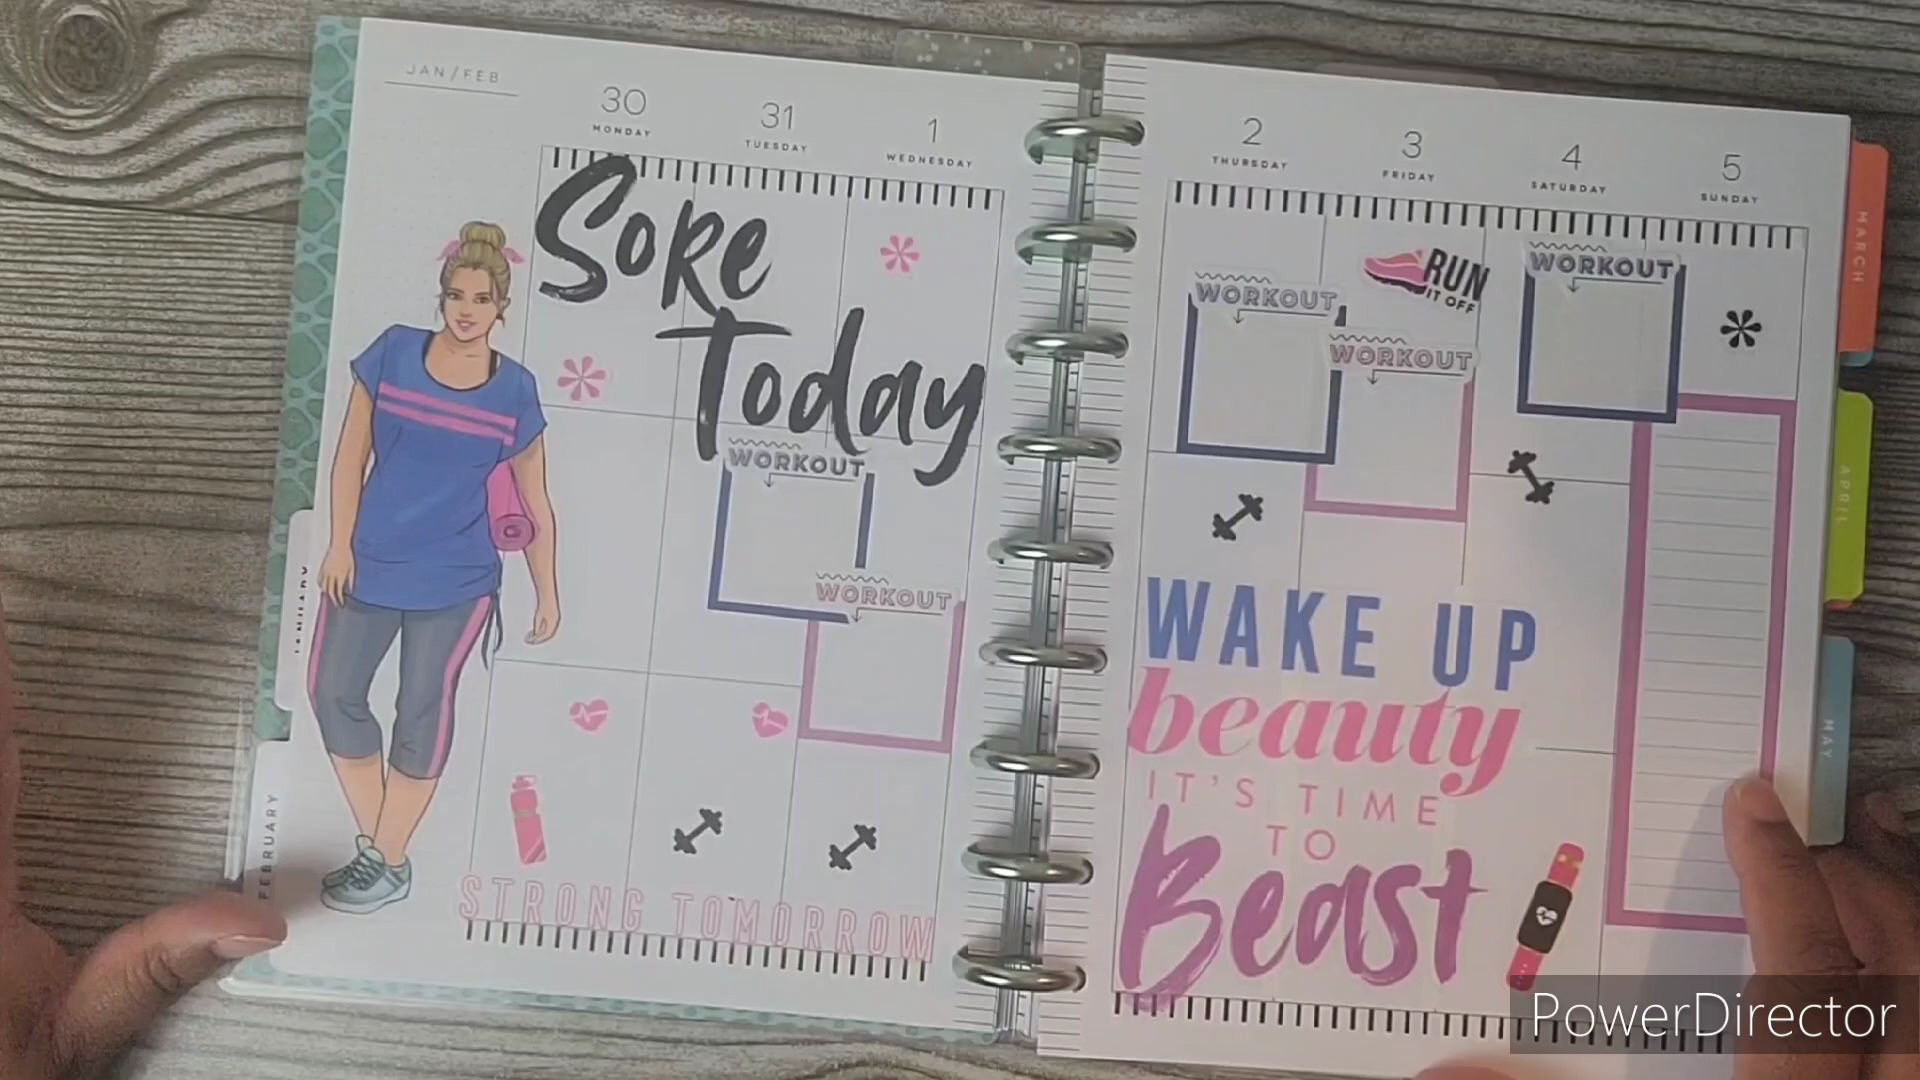 JAN/FEB
30
MONDAY
31
TUESDAY
1
WEDNESDAY
2
THURSDAY
3
FRIDAY
4
SATURDAY
5
SUNDAY
Sore
Today
WORKOUT
WORKOUT
STRONG TOMORROW
WORKOUT
RUN
IT OFF
WORKOUT
WORKOUT
WAKE UP
beauty
IT'S TIME
TO
Beast
JANUARY
FEBRUARY
MARCH
APRIL
MAY
PowerDirector